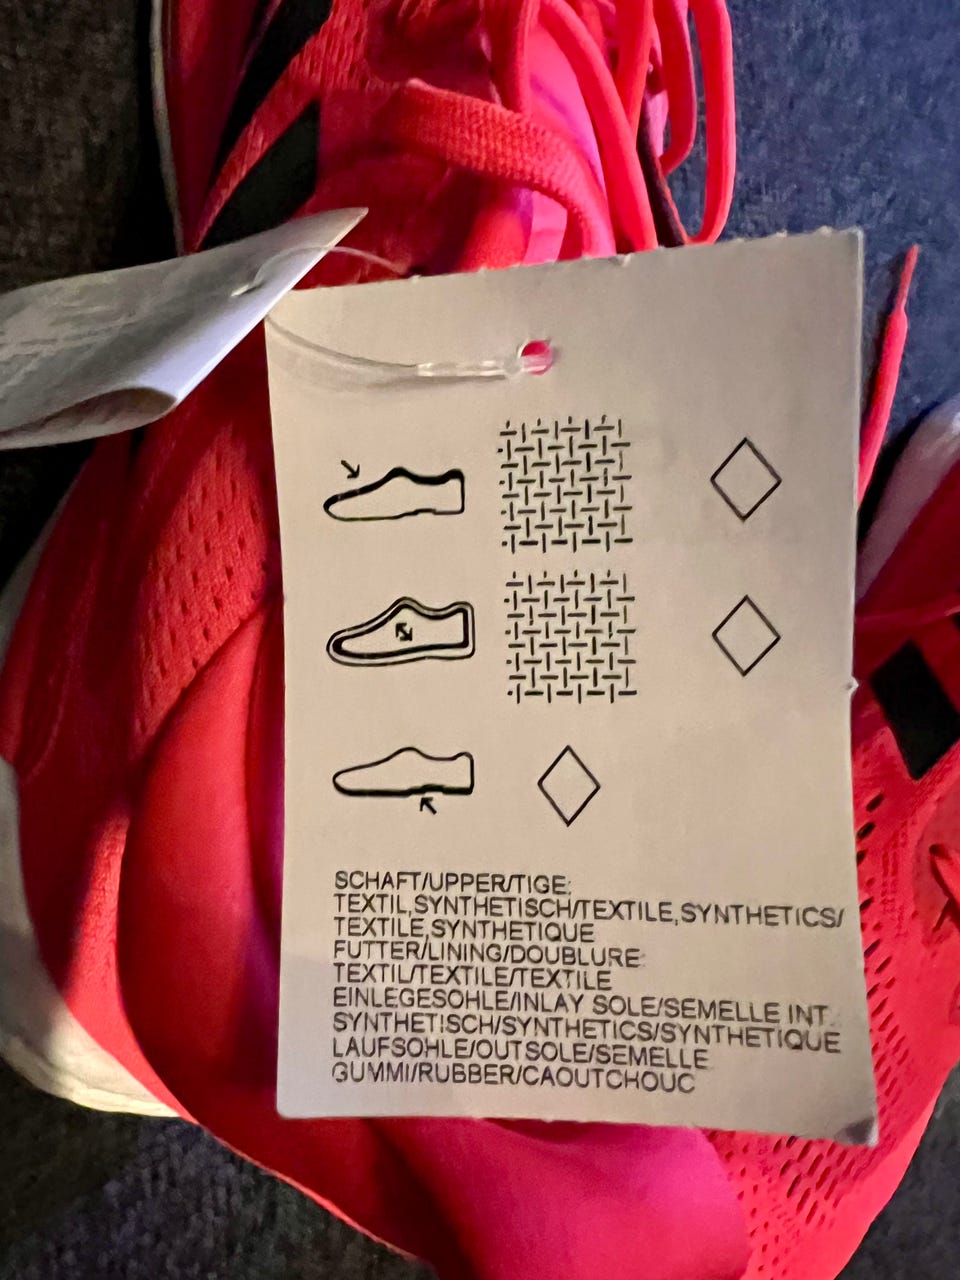 SCHAFT/UPPER/TIGE:
TEXTIL,SYNTHETISCH/TEXTILE,SYNTHETICS/
TEXTILE,SYNTHETIQUE
FUTTER/LINING/DOUBLURE:
TEXTIL/TEXTILE/TEXTILE
EINLEGESOHLE/INLAY SOLE/SEMELLE INT.:
SYNTHETISCH/SYNTHETICS/SYNTHETIQUE
LAUFSOHLE/OUTSOLE/SEMELLE
GUMMI/RUBBER/CAOUTCHOUC